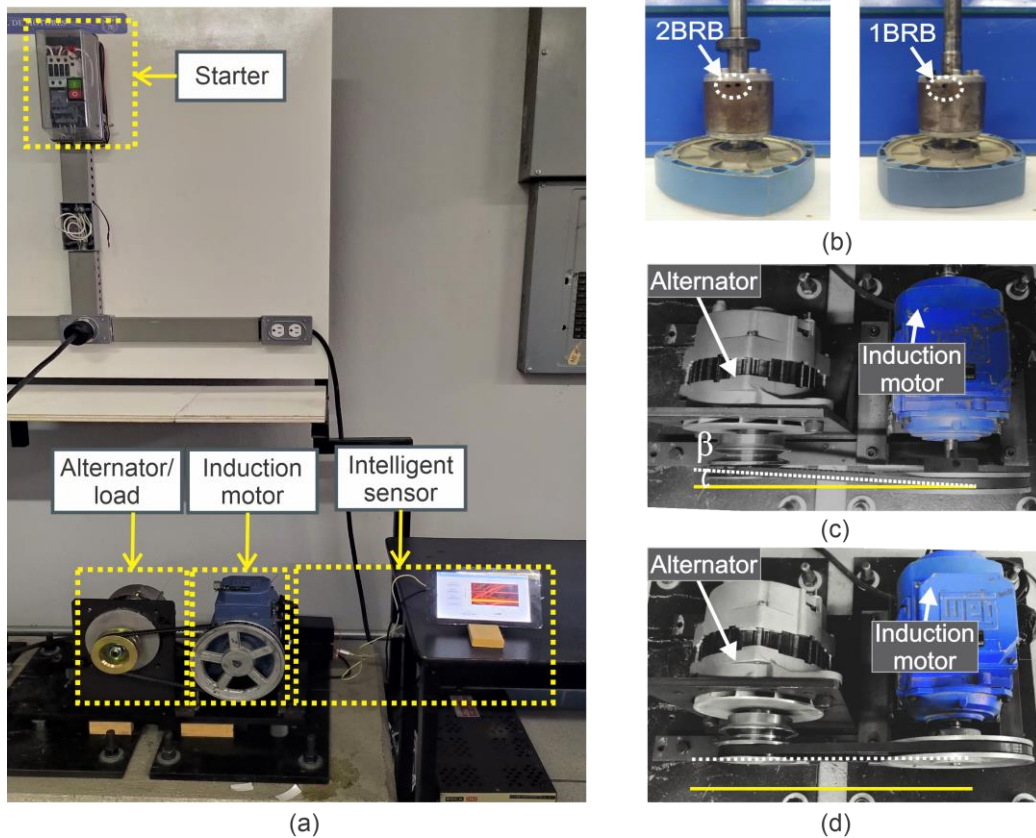 Starter
Alternator/
load
Induction
motor
Intelligent
sensor
(a)
2BRB
1BRB
(b)
Alternator
Induction
motor
β
(c)
Alternator
Induction
motor
(d)